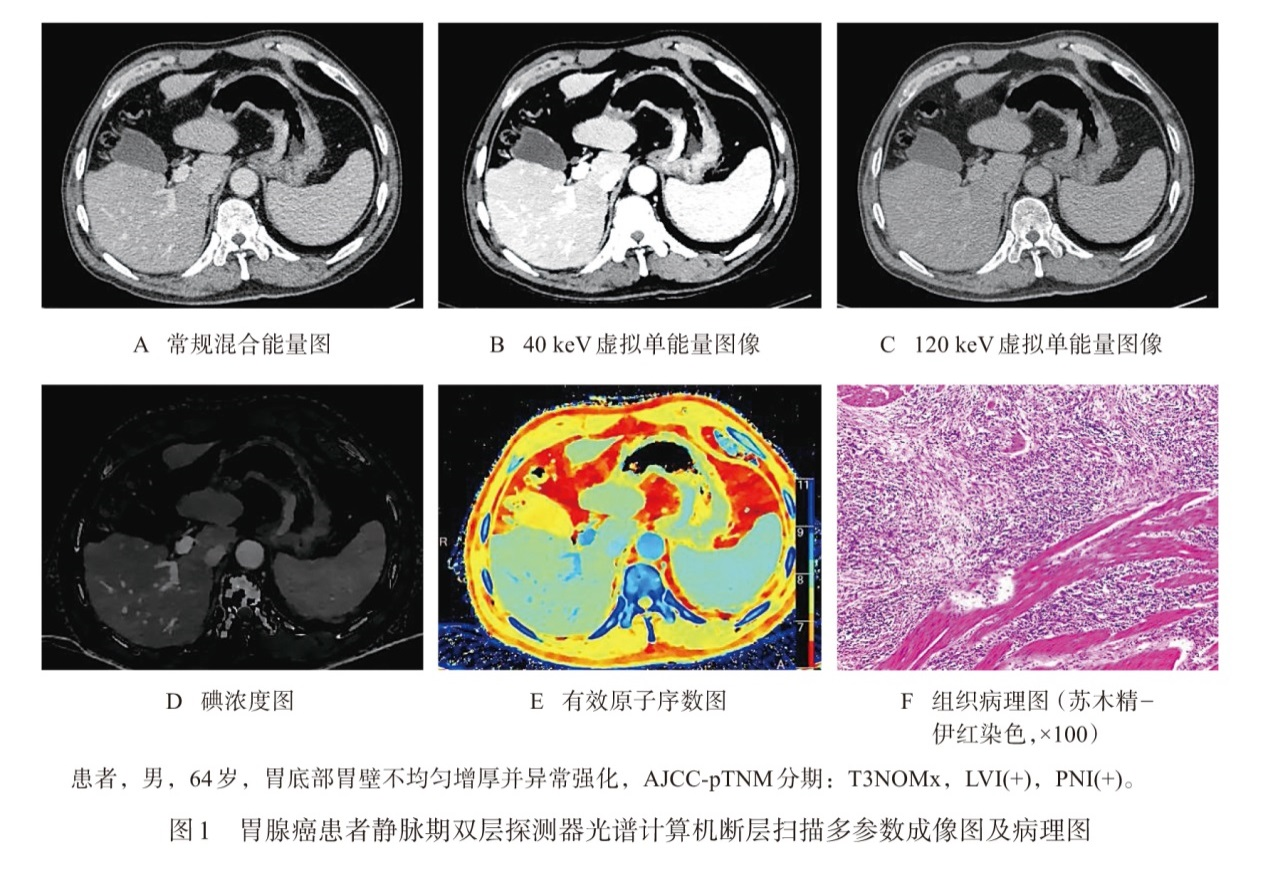 A 常规混合能量图
B 40 keV虚拟单能量图像
C 120 keV虚拟单能量图像
R
11
9
8
7
A
D 碘浓度图
E 有效原子序数图
F 组织病理图（苏木精−
伊红染色,×100）
患者，男，64岁，胃底部胃壁不均匀增厚并异常强化，AJCC-pTNM分期：T3NOMx，LVI(+)，PNI(+)。
图1 胃腺癌患者静脉期双层探测器光谱计算机断层扫描多参数成像图及病理图